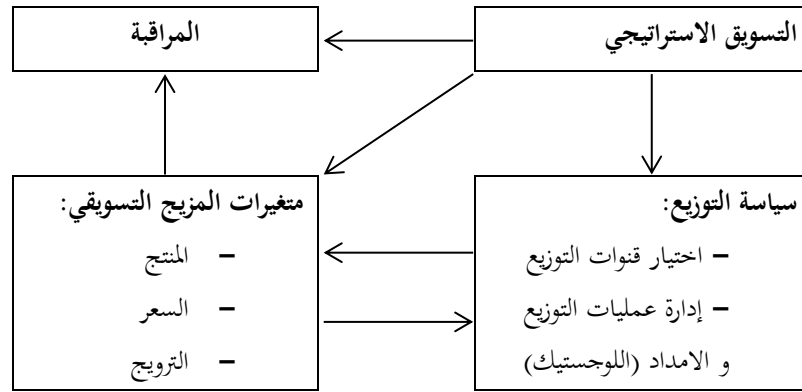 التسويق الاستراتيجي
المراقبة
سياسة التوزيع:
– اختيار قنوات التوزيع
– إدارة عمليات التوزيع
و الامداد (اللوجستيك)
متغيرات المزيج التسويقي:
– المنتج
– السعر
– الترويج